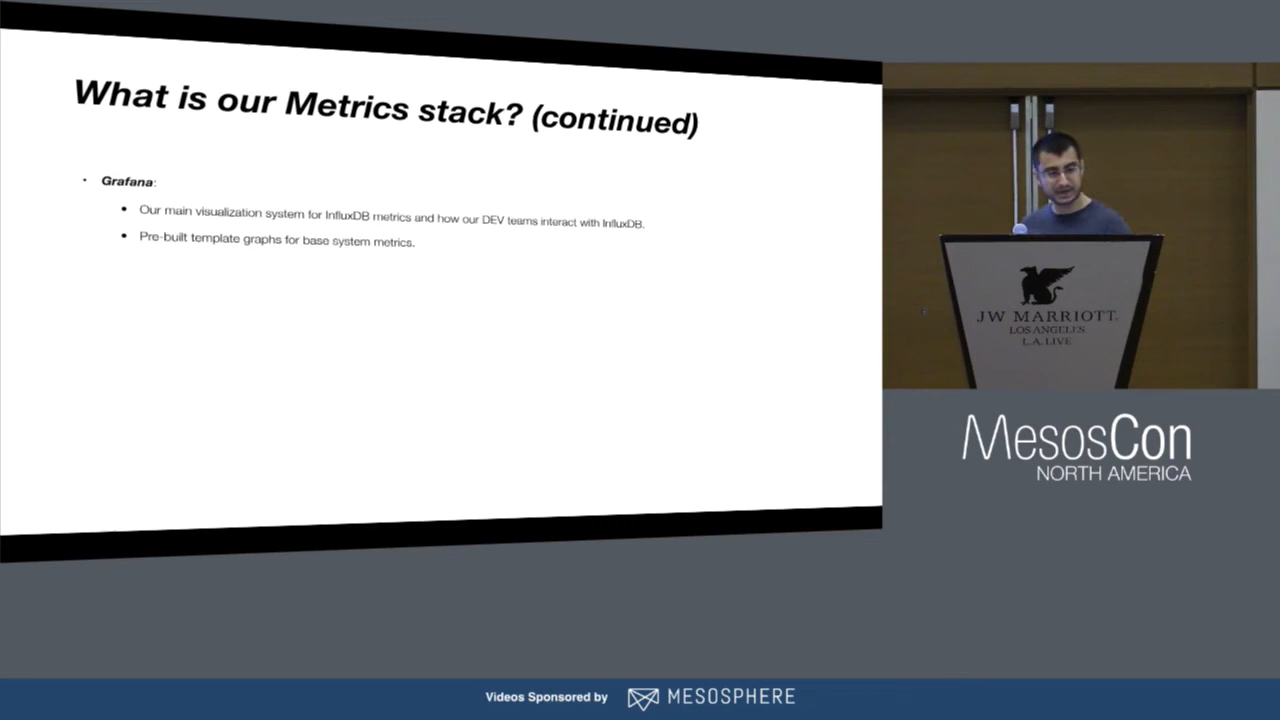 What is our Metrics stack? (continued)
Grafana:
Our main visualization system for InfluxDB metrics and how our DEV teams interact with InfluxDB.
Pre-built template graphs for base system metrics.
JW MARRIOTT
LOS ANGELES
L.A. LIVE
MesosCon
NORTH AMERICA
Videos Sponsored by MESOSPHERE